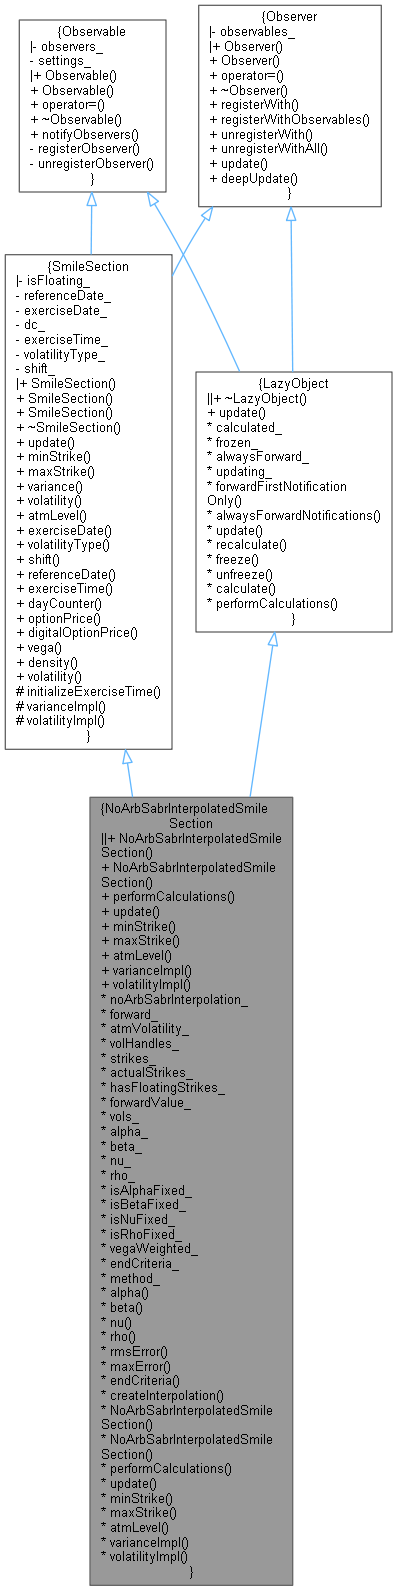 {Observable
|- observers_
- settings_
|+ Observable()
+ Observable()
+ operator=()
+ ~Observable()
+ notifyObservers()
- registerObserver()
- unregisterObserver()
}
{Observer
|- observables_
|+ Observer()
+ Observer()
+ operator=()
+ ~Observer()
+ registerWith()
+ registerWithObservables()
+ unregisterWith()
+ unregisterWithAll()
+ update()
+ deepUpdate()
}
{SmileSection
|- isFloating_
- referenceDate_
- exerciseDate_
- dc_
- exerciseTime_
- volatilityType_
- shift_
|+ SmileSection()
+ SmileSection()
+ SmileSection()
+ ~SmileSection()
+ update()
+ minStrike()
+ maxStrike()
+ variance()
+ volatility()
+ atmLevel()
+ exerciseDate()
+ volatilityType()
+ shift()
+ referenceDate()
+ exerciseTime()
+ dayCounter()
+ optionPrice()
+ digitalOptionPrice()
+ vega()
+ density()
+ volatility()
# initializeExerciseTime()
# varianceImpl()
# volatilityImpl()
}
{LazyObject
||+ ~LazyObject()
+ update()
* calculated_
* frozen_
* alwaysForward_
* updating_
* forwardFirstNotification
Only()
* alwaysForwardNotifications()
* update()
* recalculate()
* freeze()
* unfreeze()
* calculate()
* performCalculations()
}
{NoArbSabrInterpolatedSmile
Section
||+ NoArbSabrInterpolatedSmile
Section()
+ NoArbSabrInterpolatedSmile
Section()
+ performCalculations()
+ update()
+ minStrike()
+ maxStrike()
+ atmLevel()
+ varianceImpl()
+ volatilityImpl()
* noArbSabrInterpolation_
* forward_
* atmVolatility_
* volHandles_
* strikes_
* actualStrikes_
* hasFloatingStrikes_
* forwardValue_
* vols_
* alpha_
* beta_
* nu_
* rho_
* isAlphaFixed_
* isBetaFixed_
* isNuFixed_
* isRhoFixed_
* vegaWeighted_
* endCriteria_
* method_
* alpha()
* beta()
* nu()
* rho()
* rmsError()
* maxError()
* endCriteria()
* createInterpolation()
* NoArbSabrInterpolatedSmile
Section()
* NoArbSabrInterpolatedSmile
Section()
* performCalculations()
* update()
* minStrike()
* maxStrike()
* atmLevel()
* varianceImpl()
* volatilityImpl()
}